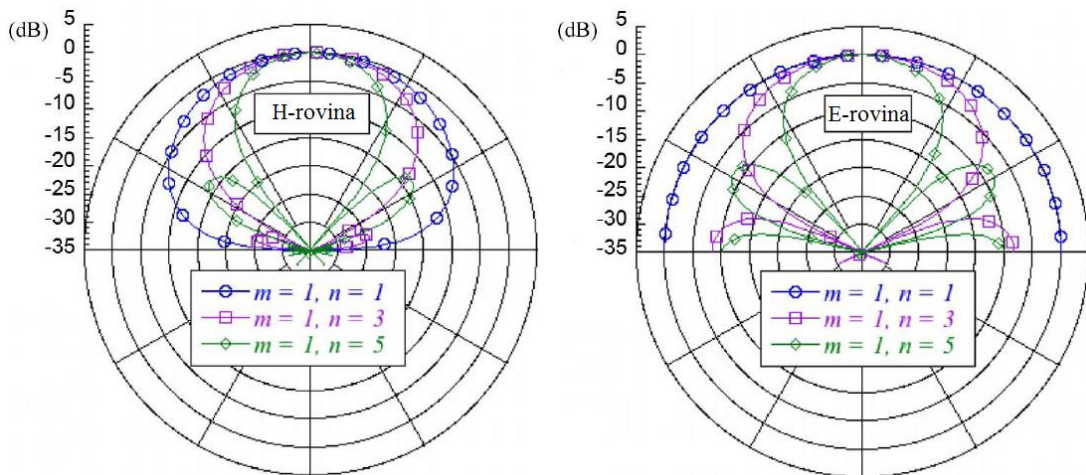 (dB)
5
0
-5
-10
-15
-20
-25
-30
-35
H-rovina
m = 1, n = 1
m = 1, n = 3
m = 1, n = 5
(dB)
5
0
-5
-10
-15
-20
-25
-30
-35
E-rovina
m = 1, n = 1
m = 1, n = 3
m = 1, n = 5